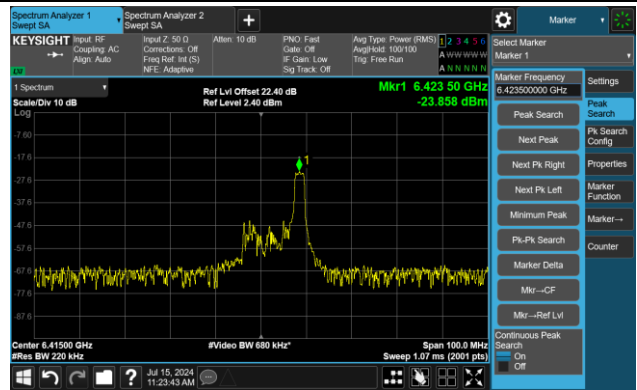 Spectrum Analyzer 1
Swept SA
Spectrum Analyzer 2
Swept SA
Marker
KEYSIGHT
Input: RF
Coupling: AC
Align: Auto
Input Z: 50 Ω
Corrections: Off
Freq Ref: Int (S)
NFE: Adaptive
Atten: 10 dB
PNO: Fast
Gate: Off
IF Gain: Low
Sig Track: Off
Avg Type: Power (RMS)
Avg|Hold: 100/100
Trig: Free Run
1 2 3 4 5 6
A W W W W W
A N N N N N
LW
Select Marker
Marker 1
1 Spectrum
Scale/Div 10 dB
Log
Ref Lvl Offset 22.40 dB
Ref Level 2.40 dBm
Mkr1 6.423 50 GHz
-23.858 dBm
1
-7.60
-17.6
-27.6
-37.6
-47.6
-57.6
-67.6
-77.6
-87.6
Center 6.41500 GHz
#Res BW 220 kHz
#Video BW 680 kHz*
Span 100.0 MHz
Sweep 1.07 ms (2001 pts)
Marker Frequency
6.423500000 GHz
Peak Search
Next Peak
Next Pk Right
Next Pk Left
Minimum Peak
Pk-Pk Search
Marker Delta
Mkr→CF
Mkr→Ref Lvl
Continuous Peak
Search
On
Off
Settings
Peak
Search
Pk Search
Config
Properties
Marker
Function
Marker→
Counter
?
Jul 15, 2024
11:23:43 AM